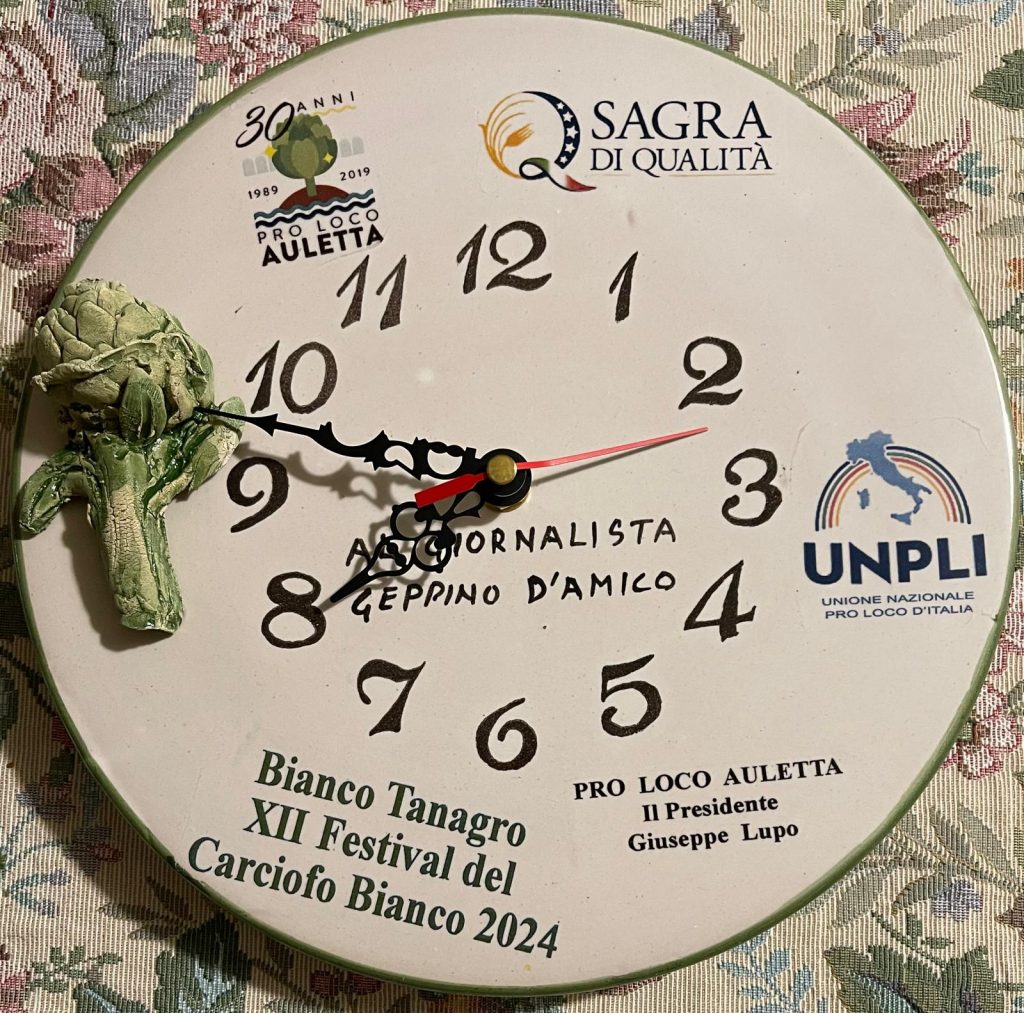 30 ANNI
1989 2019
PRO LOCO
AULETTA
SAGRA
DI QUALITÀ
12
1
2
3
4
5
6
7
8
9
10
11
AL GIORNALISTA
GEPPINO D'AMICO
UNPLI
UNIONE NAZIONALE
PRO LOCO D'ITALIA
Bianco Tanagro
XII Festival del
Carciofo Bianco 2024
PRO LOCO AULETTA
Il Presidente
Giuseppe Lupo